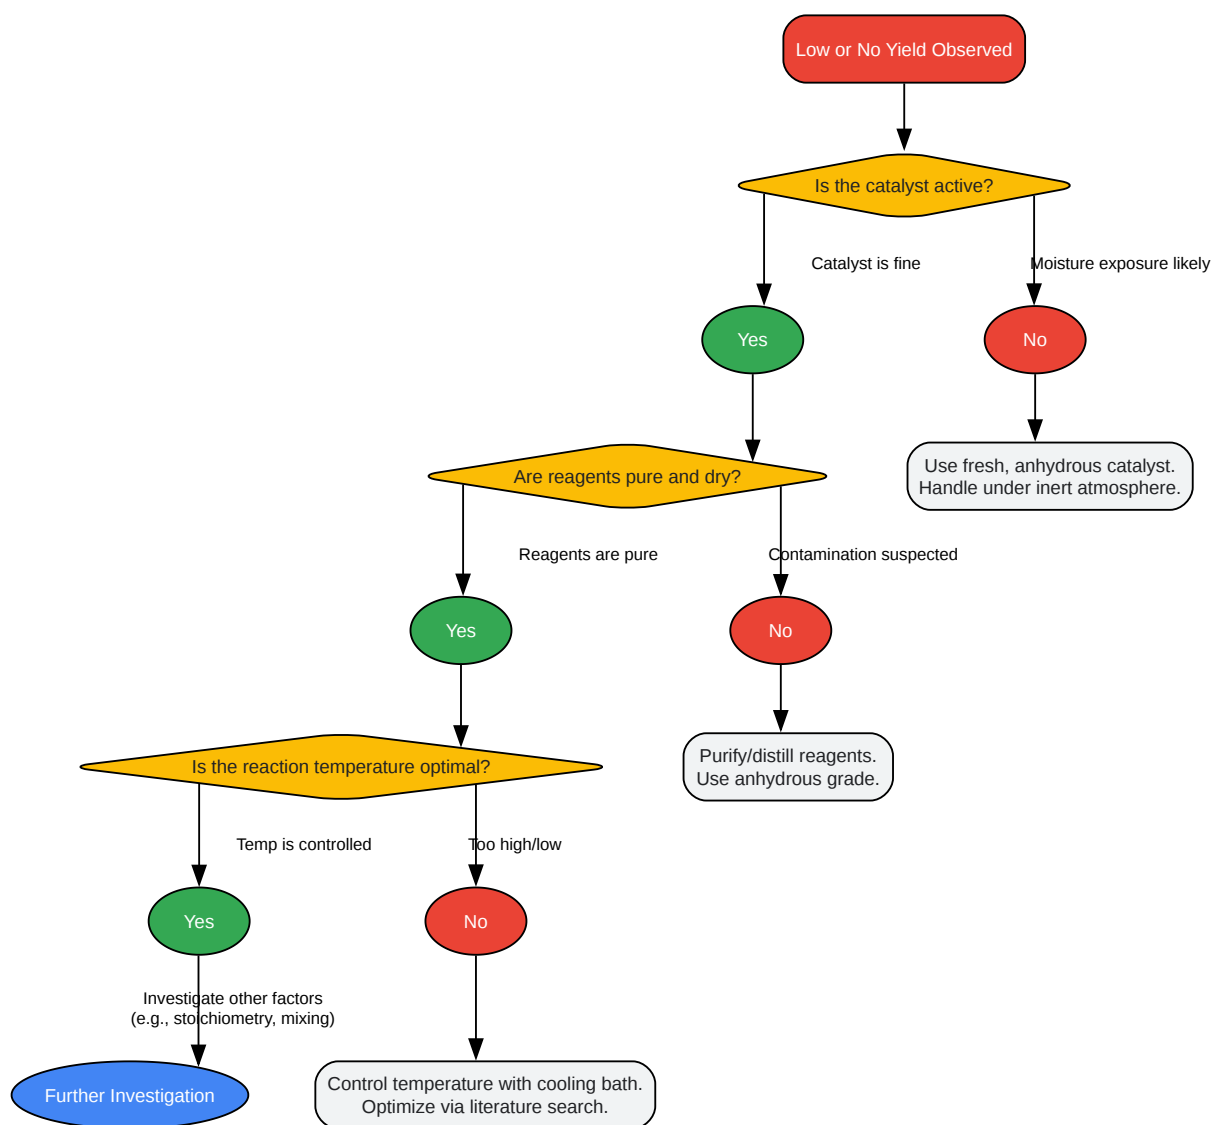 Low or No Yield Observed
Is the catalyst active?
Catalyst is fine
Moisture exposure likely
Yes
No
Use fresh, anhydrous catalyst.
Handle under inert atmosphere.
Are reagents pure and dry?
Reagents are pure
Contamination suspected
Yes
No
Purify/distill reagents.
Use anhydrous grade.
Is the reaction temperature optimal?
Temp is controlled
Too high/low
Yes
No
Investigate other factors
(e.g., stoichiometry, mixing)
Further Investigation
Control temperature with cooling bath.
Optimize via literature search.